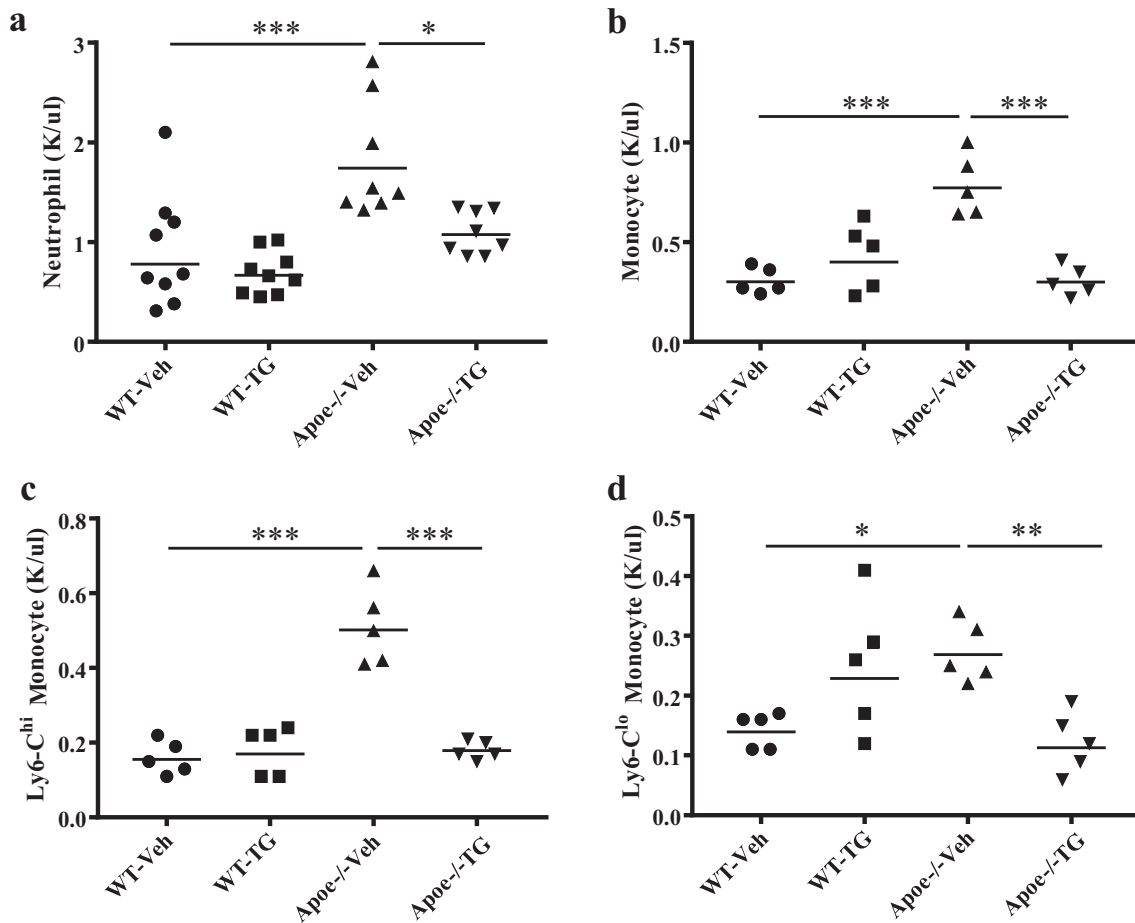 a
Neutrophil (K/ul)
3
2
1
0
***
*
WT-Veh
WT-TG
Apoe-/-Veh
Apoe-/-TG
b
Monocyte (K/ul)
1.5
1.0
0.5
0.0
***
***
WT-Veh
WT-TG
Apoe-/-Veh
Apoe-/-TG
c
Ly6-Chi Monocyte (K/ul)
0.8
0.6
0.4
0.2
0.0
***
***
WT-Veh
WT-TG
Apoe-/-Veh
Apoe-/-TG
d
Ly6-Clo Monocyte (K/ul)
0.5
0.4
0.3
0.2
0.1
0.0
*
**
WT-Veh
WT-TG
Apoe-/-Veh
Apoe-/-TG